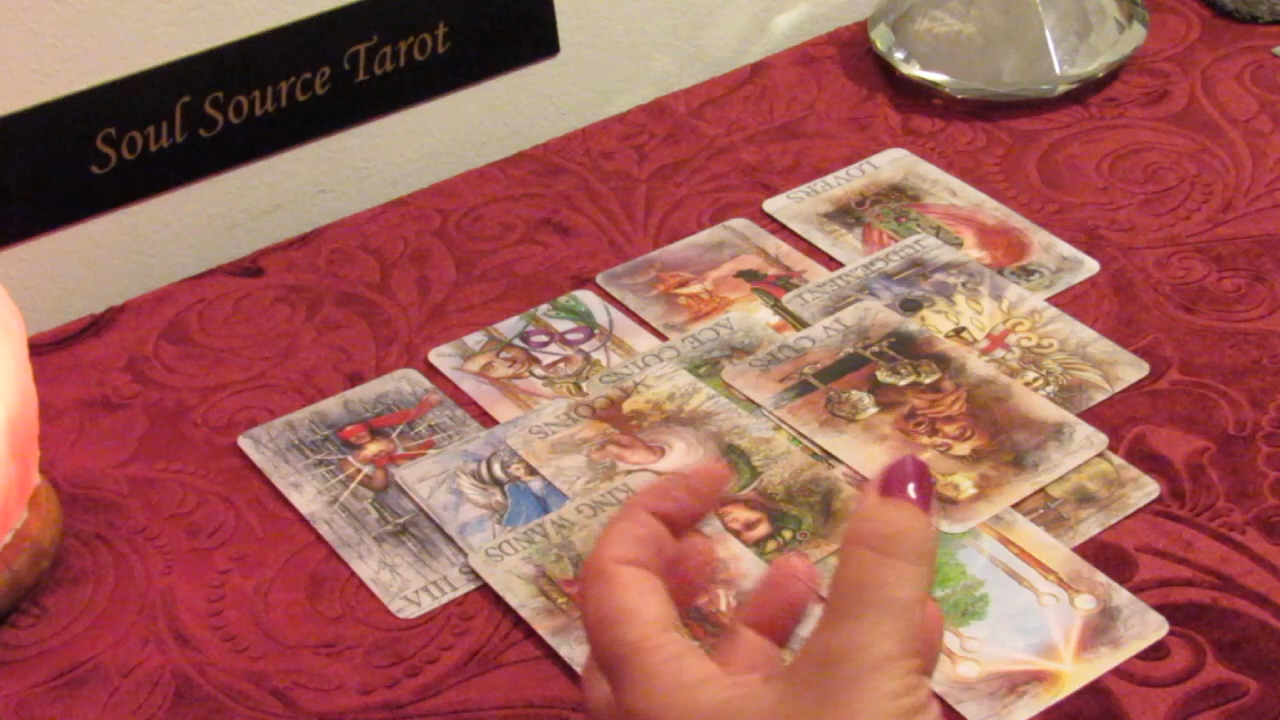 Soul Source Tarot
LOVERS
JUDGEMENT
ACE COINS
IV CUPS
COINS
KING WANDS
VIII